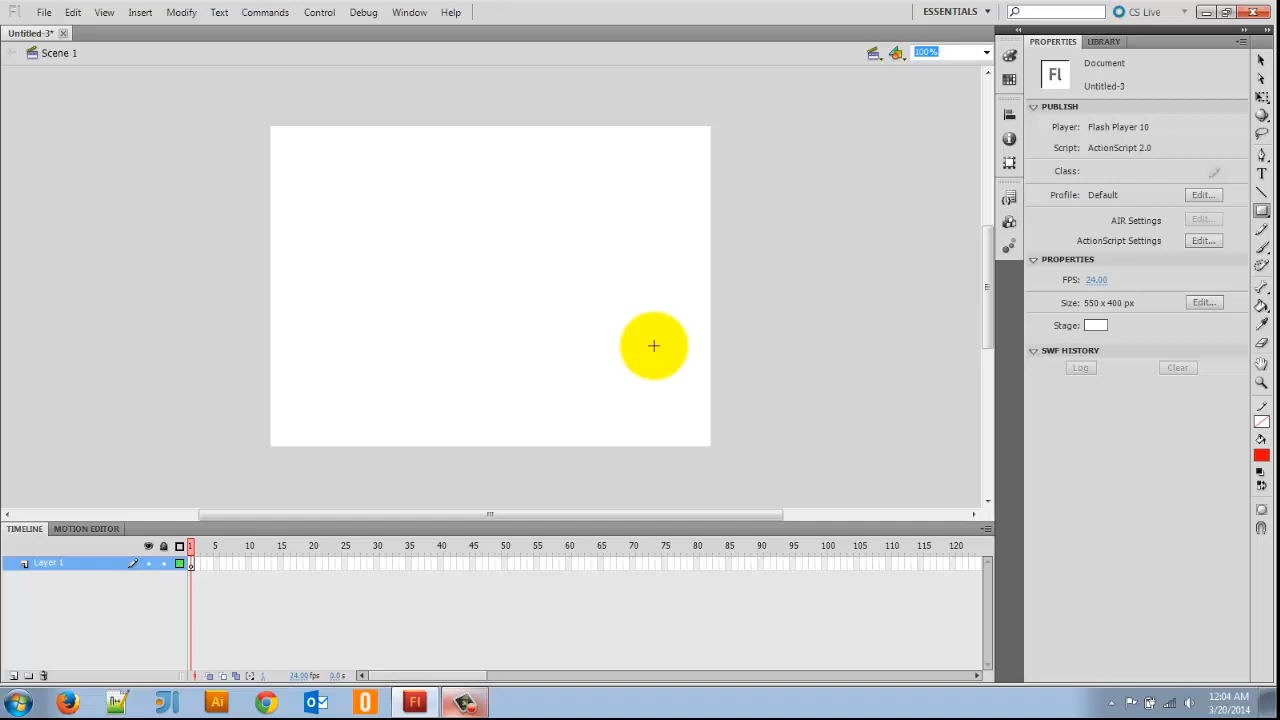 Fl File Edit View Insert Modify Text Commands Control Debug Window Help ESSENTIALS CS Live
Untitled-3*
Scene 1 100%
PROPERTIES LIBRARY
Fl Document
Untitled-3
PUBLISH
Player: Flash Player 10
Script: ActionScript 2.0
Class:
Profile: Default Edit...
AIR Settings Edit...
ActionScript Settings Edit...
PROPERTIES
FPS: 24.00
Size: 550 x 400 px Edit...
Stage:
SWF HISTORY
Log Clear
TIMELINE MOTION EDITOR
1 5 10 15 20 25 30 35 40 45 50 55 60 65 70 75 80 85 90 95 100 105 110 115 120
Layer 1
1 24.00 fps 0.0 s
Ai Fl
12:04 AM
3/20/2014